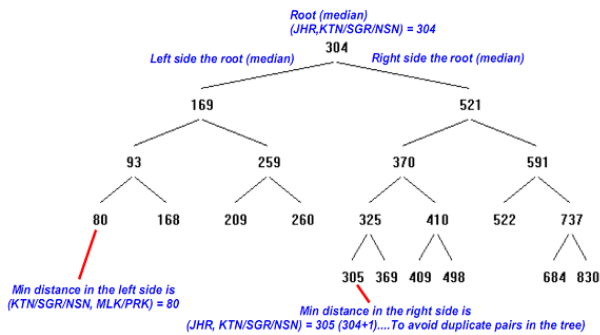 Root (median)
(JHR,KTN/SGR/NSN) = 304
304
Left side the root (median)
Right side the root (median)
169
521
93
259
370
591
80
168
209
260
325
410
522
737
305
369
409
498
684
830
Min distance in the left side is
(KTN/SGR/NSN, MLK/PRK) = 80
Min distance in the right side is
(JHR, KTN/SGR/NSN) = 305 (304+1)....To avoid duplicate pairs in the tree)